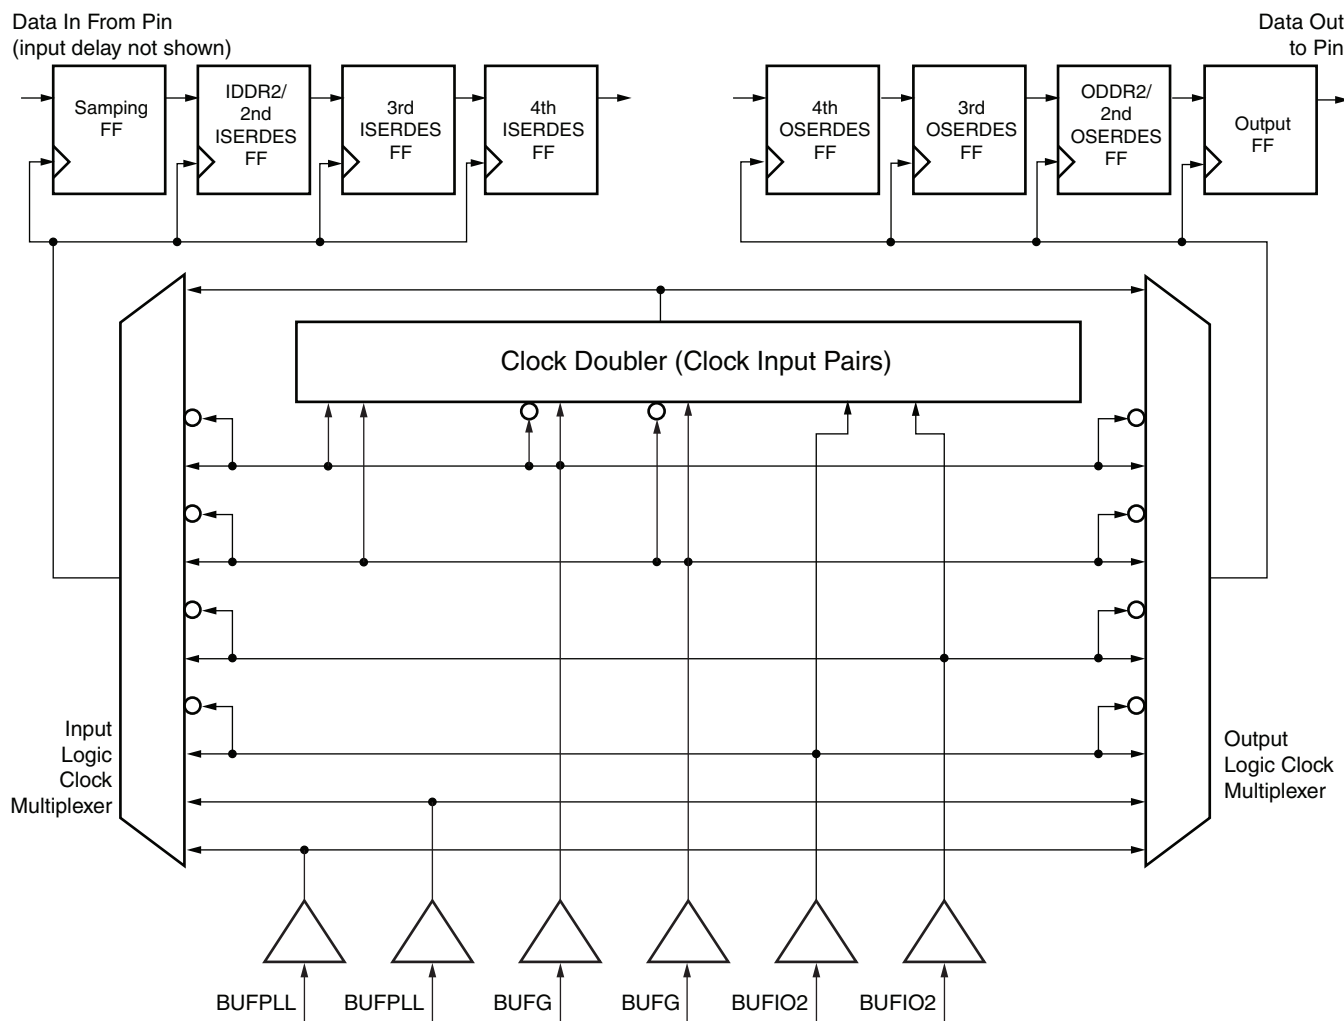 Data In From Pin
(input delay not shown)
Data Out
to Pin
Samping
FF
IDDR2/
2nd
ISERDES
FF
3rd
ISERDES
FF
4th
ISERDES
FF
4th
OSERDES
FF
3rd
OSERDES
FF
ODDR2/
2nd
OSERDES
FF
Output
FF
Clock Doubler (Clock Input Pairs)
Input
Logic
Clock
Multiplexer
Output
Logic Clock
Multiplexer
BUFPLL
BUFPLL
BUFG
BUFG
BUFIO2
BUFIO2